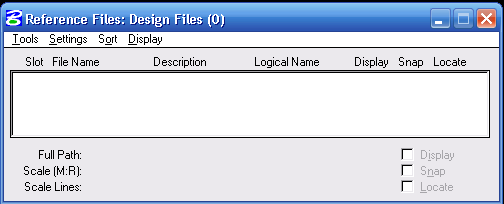 Reference Files: Design Files (0)
Tools Settings Sort Display
Slot File Name Description Logical Name Display Snap Locate
Full Path: Display
Scale (M:R): Snap
Scale Lines: Locate